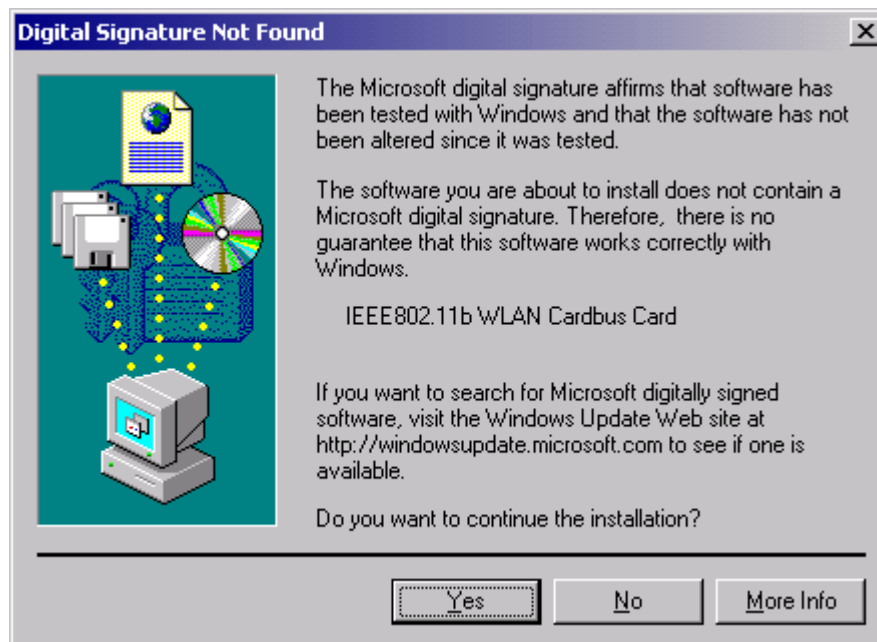 Digital Signature Not Found
The Microsoft digital signature affirms that software has
been tested with Windows and that the software has not
been altered since it was tested.
The software you are about to install does not contain a
Microsoft digital signature. Therefore,  there is no
guarantee that this software works correctly with
Windows.
IEEE802.11b WLAN Cardbus Card
If you want to search for Microsoft digitally signed
software, visit the Windows Update Web site at
http://windowsupdate.microsoft.com to see if one is
available.
Do you want to continue the installation?
Yes No More Info